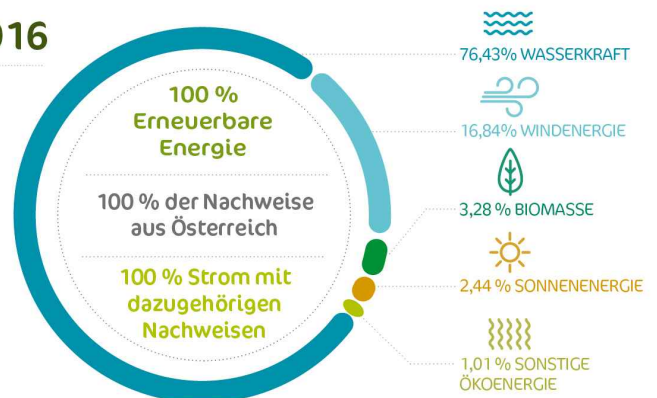 100 %
Erneuerbare
Energie
100 % der Nachweise
aus Österreich
100 % Strom mit
dazugehörigen
Nachweisen
76,43% WASSERKRAFT
16,84% WINDENERGIE
3,28 % BIOMASSE
2,44 % SONNENENERGIE
1,01 % SONSTIGE
ÖKOENERGIE